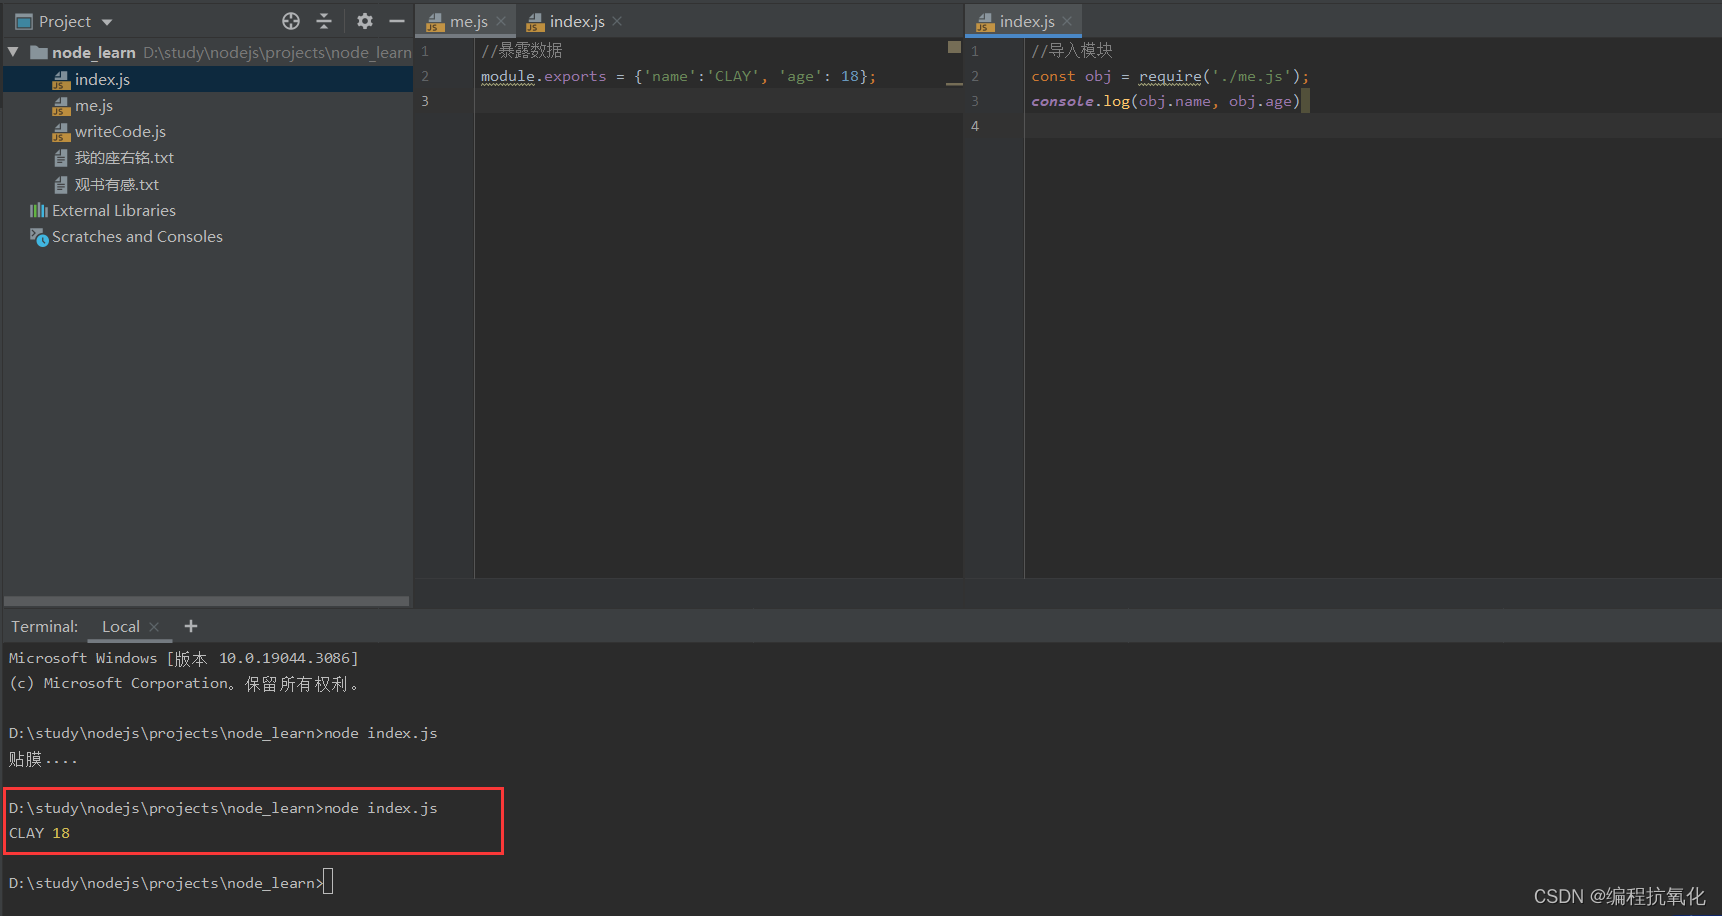 Project
node_learn D:\study\nodejs\projects\node_learn
index.js
me.js
writeCode.js
我的座右铭.txt
观书有感.txt
External Libraries
Scratches and Consoles
me.js
index.js
1 //暴露数据
2 module.exports = {'name':'CLAY', 'age': 18};
3
index.js
1 //导入模块
2 const obj = require('./me.js');
3 console.log(obj.name, obj.age)
4
Terminal: Local
Microsoft Windows [版本 10.0.19044.3086]
(c) Microsoft Corporation。保留所有权利。
D:\study\nodejs\projects\node_learn>node index.js
贴膜....
D:\study\nodejs\projects\node_learn>node index.js
CLAY 18
D:\study\nodejs\projects\node_learn>
CSDN @编程抗氧化